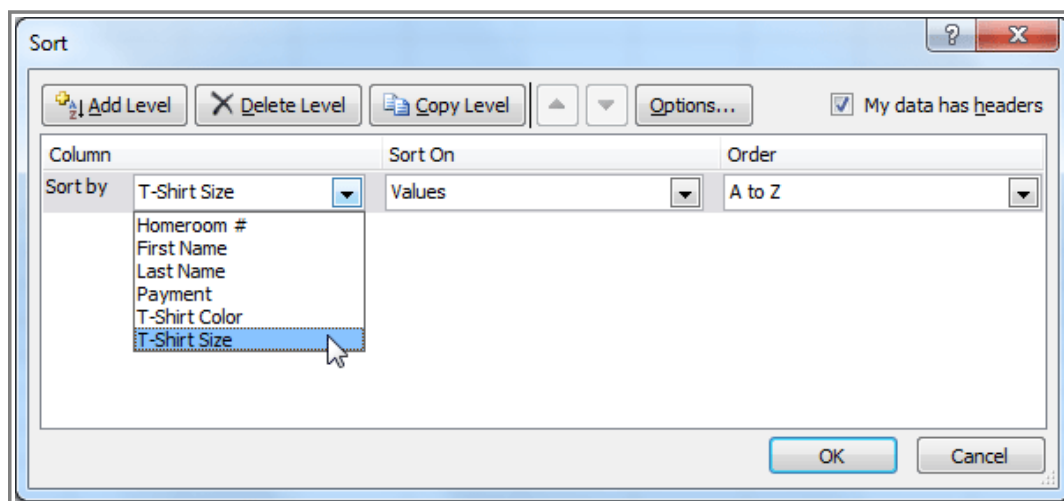 Sort
Add Level Delete Level Copy Level Options... My data has headers
Column Sort On Order
Sort by T-Shirt Size Values A to Z
Homeroom #
First Name
Last Name
Payment
T-Shirt Color
T-Shirt Size
OK Cancel